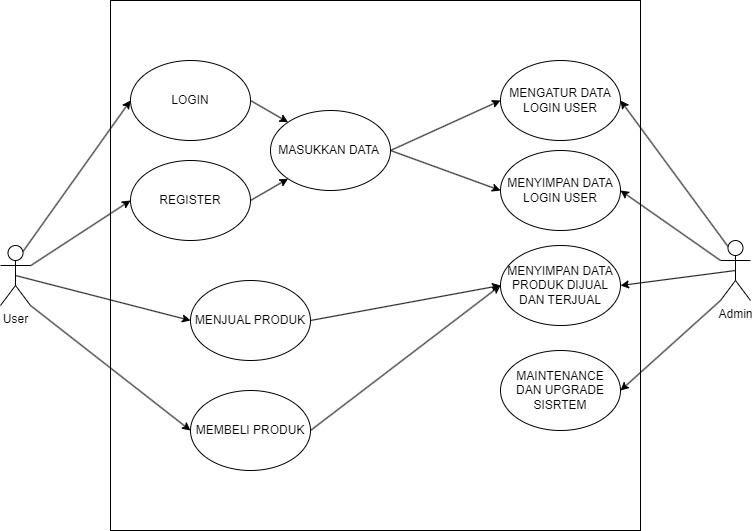 LOGIN
REGISTER
MASUKKAN DATA
MENGATUR DATA
LOGIN USER
MENYIMPAN DATA
LOGIN USER
MENYIMPAN DATA
PRODUK DIJUAL
DAN TERJUAL
User
Admin
MENJUAL PRODUK
MAINTENANCE
DAN UPGRADE
SISRTEM
MEMBELI PRODUK